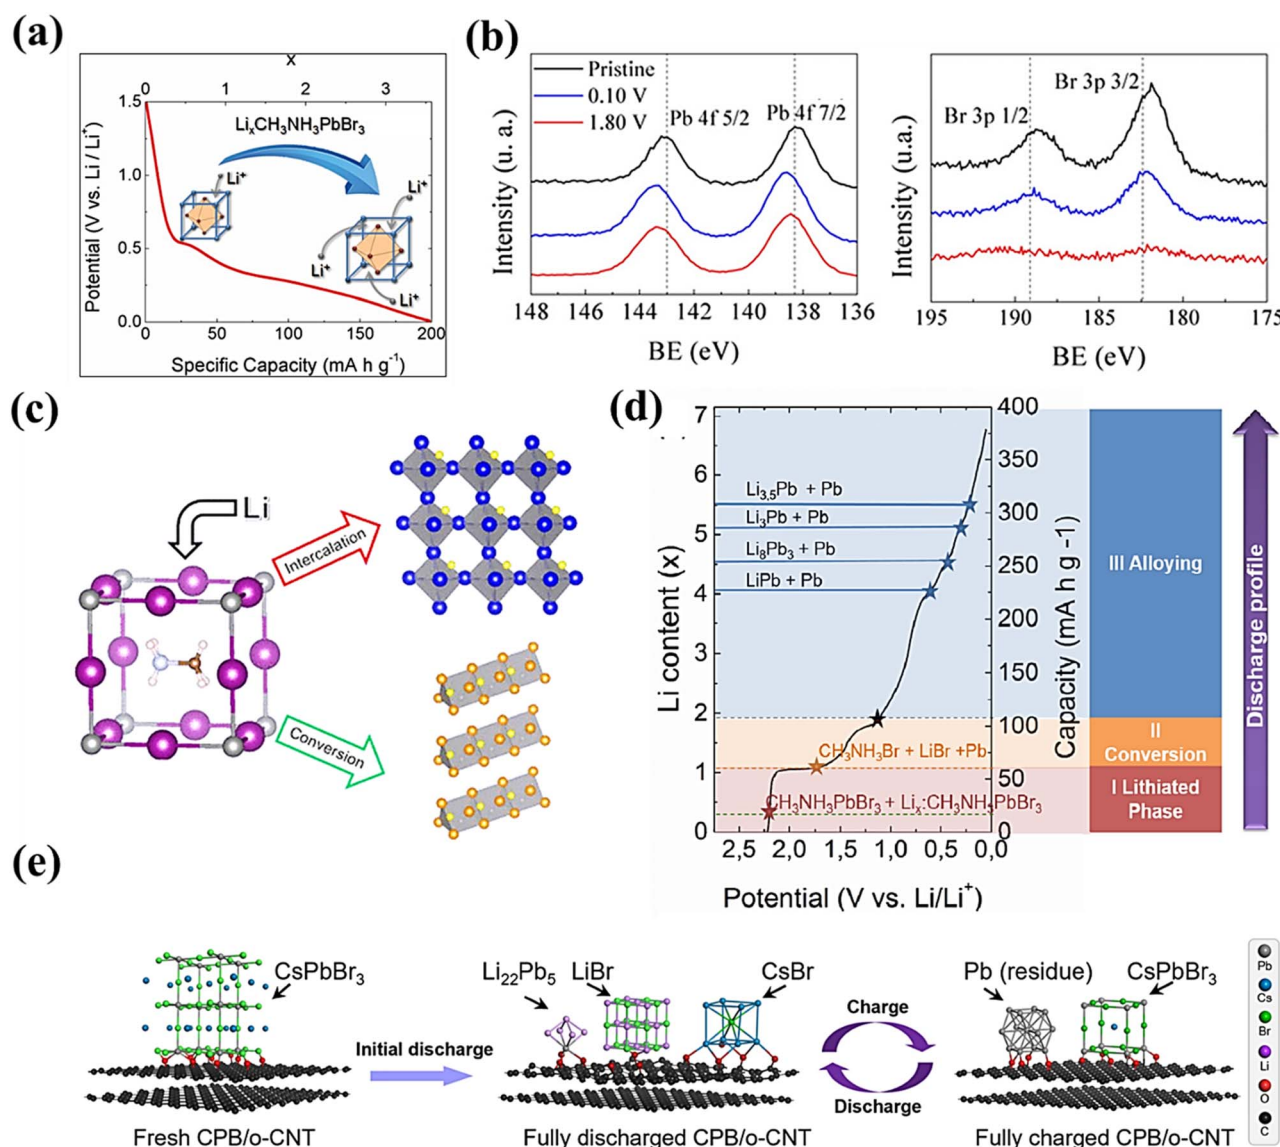 (a)
x
0 1 2 3
1.5
1.0
0.5
0.0
Potential (V vs. Li / Li⁺)
LiₓCH₃NH₃PbBr₃
Li⁺
Li⁺
Li⁺
Li⁺
0 50 100 150 200
Specific Capacity (mA h g⁻¹)
(b)
Intensity (u. a.)
Pristine
0.10 V
1.80 V
Pb 4f 5/2
Pb 4f 7/2
148 146 144 142 140 138 136
BE (eV)
Intensity (u.a.)
Br 3p 1/2
Br 3p 3/2
195 190 185 180 175
BE (eV)
(c)
Li
Intercalation
Conversion
(d)
Li content (x)
7
6
5
4
3
2
1
0
Li₃.₅Pb + Pb
Li₃Pb + Pb
Li₈Pb₃ + Pb
LiPb + Pb
CH₃NH₃Br + LiBr +Pb
CH₃NH₃PbBr₃ + Liₓ:CH₃NH₃PbBr₃
2,5 2,0 1,5 1,0 0,5 0,0
Potential (V vs. Li/Li⁺)
400
350
300
250
200
150
100
50
0
Capacity (mA h g -1)
III Alloying
II
Conversion
I Lithiated
Phase
Discharge profile
(e)
CsPbBr₃
Initial discharge
Fresh CPB/o-CNT
Li₂₂Pb₅
LiBr
CsBr
Fully discharged CPB/o-CNT
Charge
Discharge
Pb (residue)
CsPbBr₃
Fully charged CPB/o-CNT
Pb
Cs
Br
Li
O
C